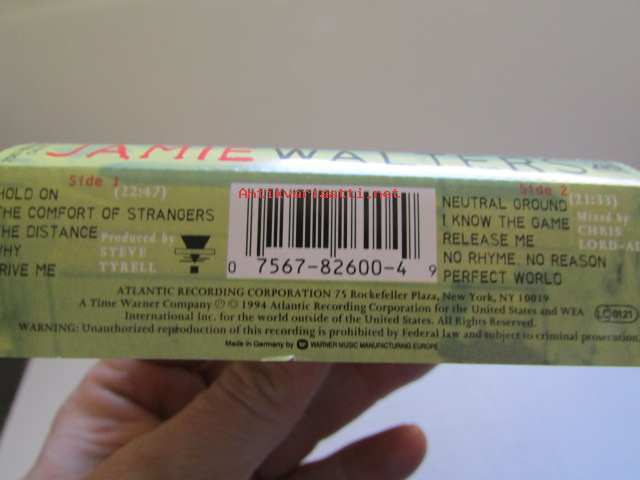 JAMIE WALTERS
Side 1 (22:47)
HOLD ON
THE COMFORT OF STRANGERS
THE DISTANCE
WHY
DRIVE ME
Produced by
STEVE
TYRELL
Antikvariaatti.net
0 7567-82600-4 9
Side 2 (21:33)
NEUTRAL GROUND
I KNOW THE GAME
RELEASE ME
NO RHYME, NO REASON
PERFECT WORLD
Mixed by
CHRIS
LORD-AL
ATLANTIC RECORDING CORPORATION 75 Rockefeller Plaza, New York, NY 10019
A Time Warner Company ℗ © 1994 Atlantic Recording Corporation for the United States and WEA
International Inc. for the world outside of the United States. All Rights Reserved.
WARNING: Unauthorized reproduction of this recording is prohibited by Federal law and subject to criminal prosecution.
LC 0121
Made in Germany by WARNER MUSIC MANUFACTURING EUROPE